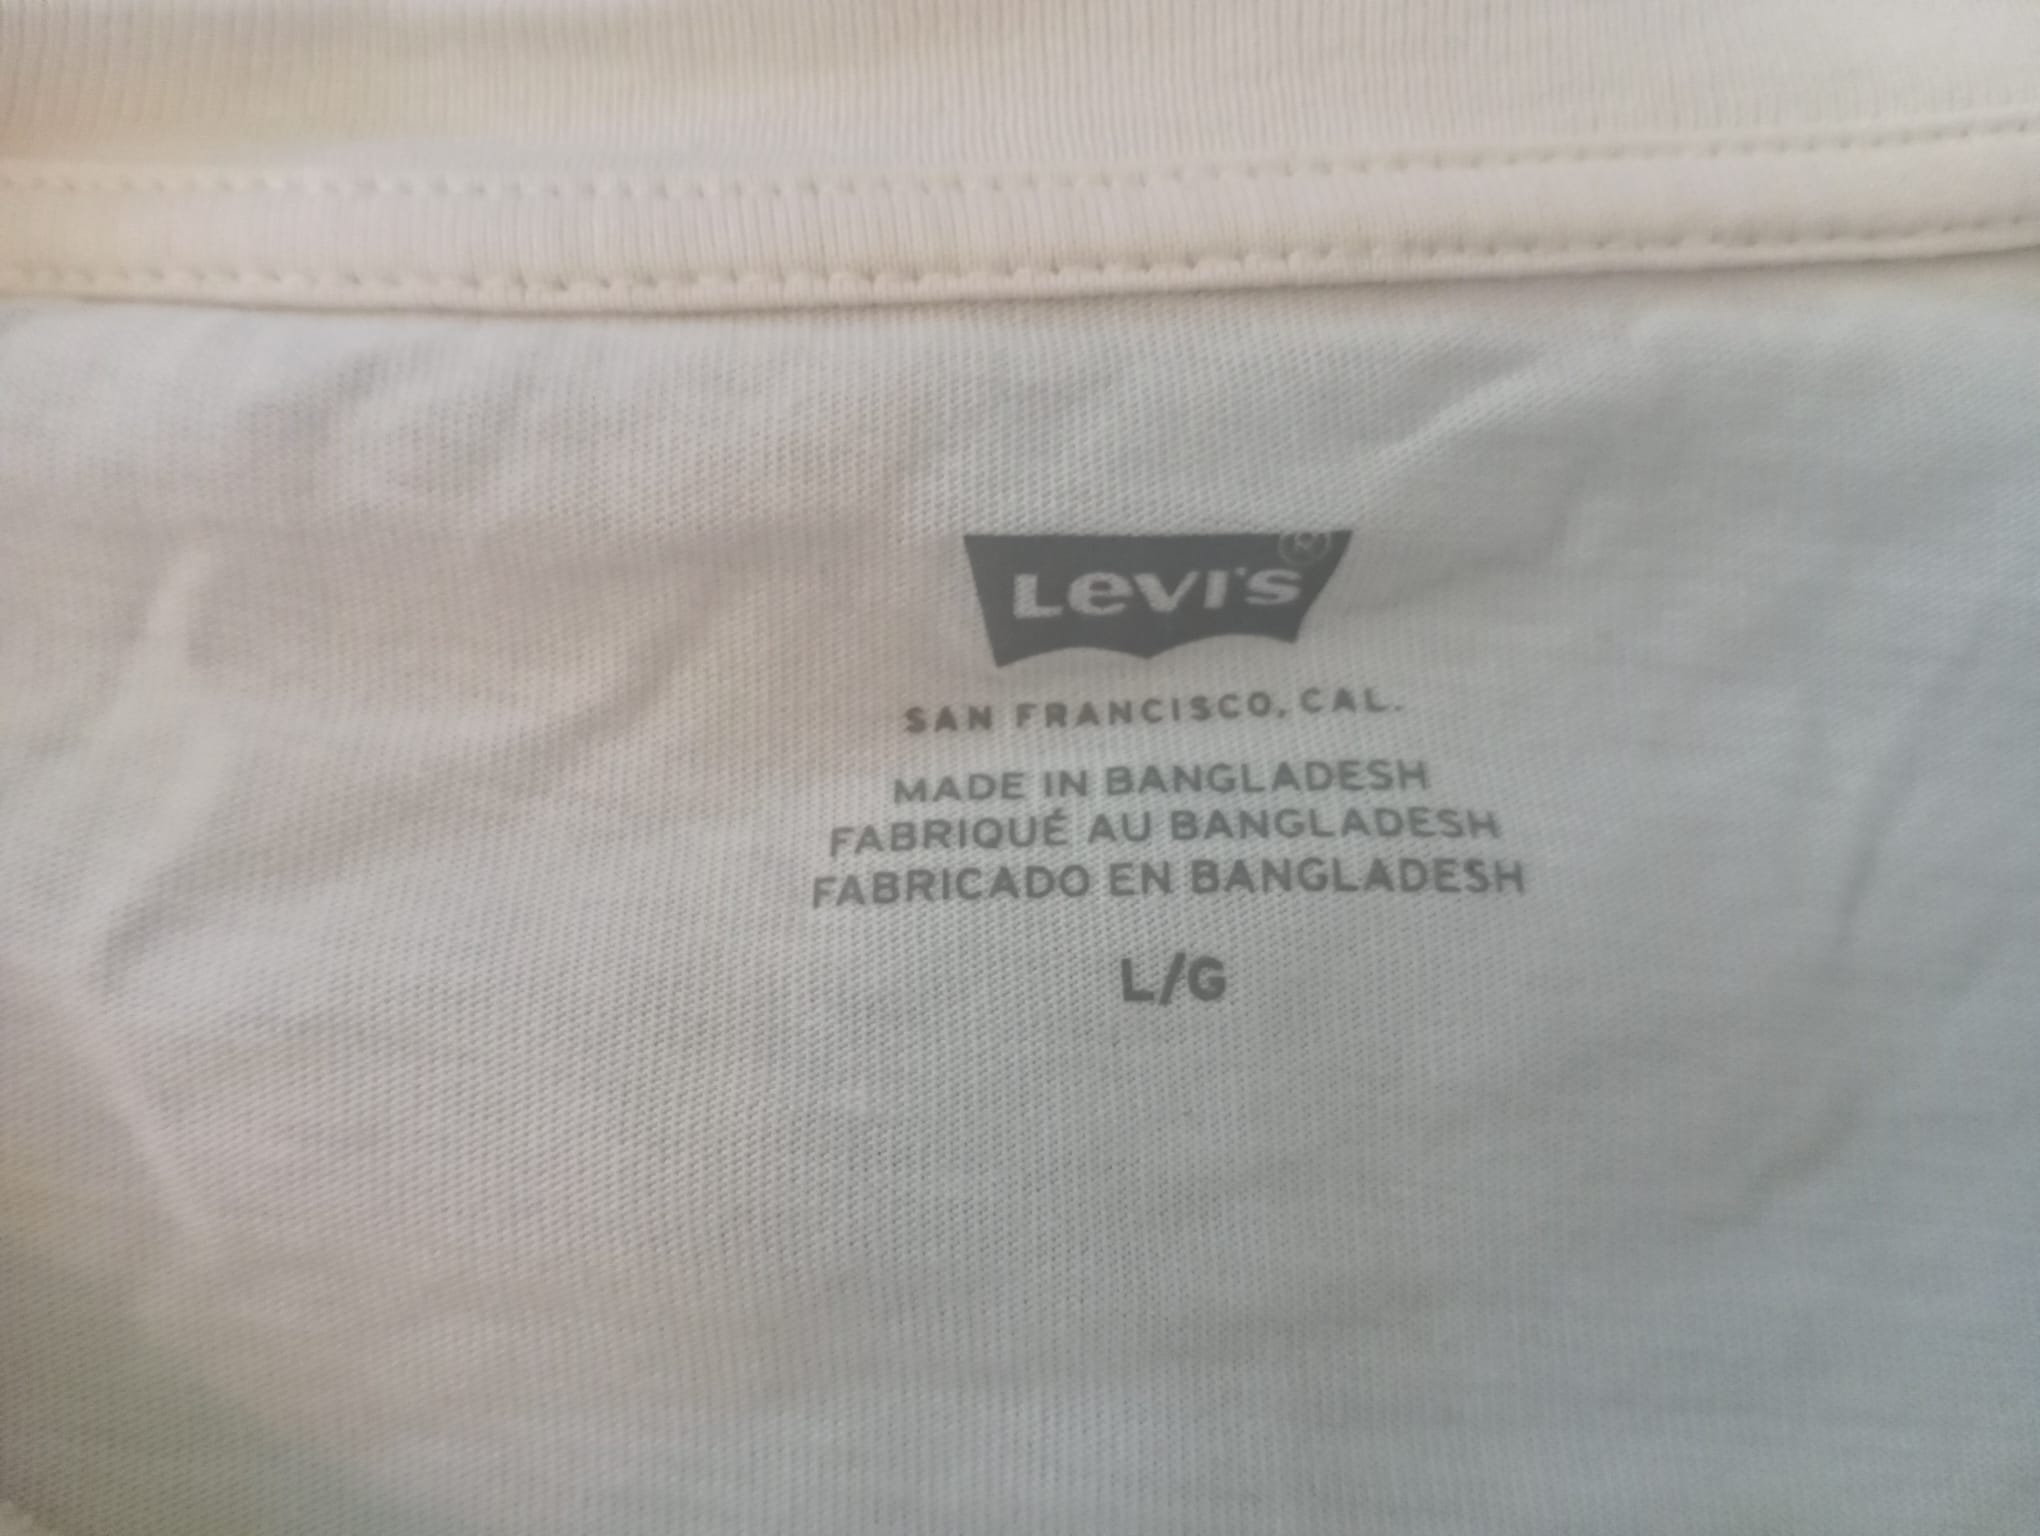 Levi's®
SAN FRANCISCO, CAL.
MADE IN BANGLADESH
FABRIQUÉ AU BANGLADESH
FABRICADO EN BANGLADESH
L/G